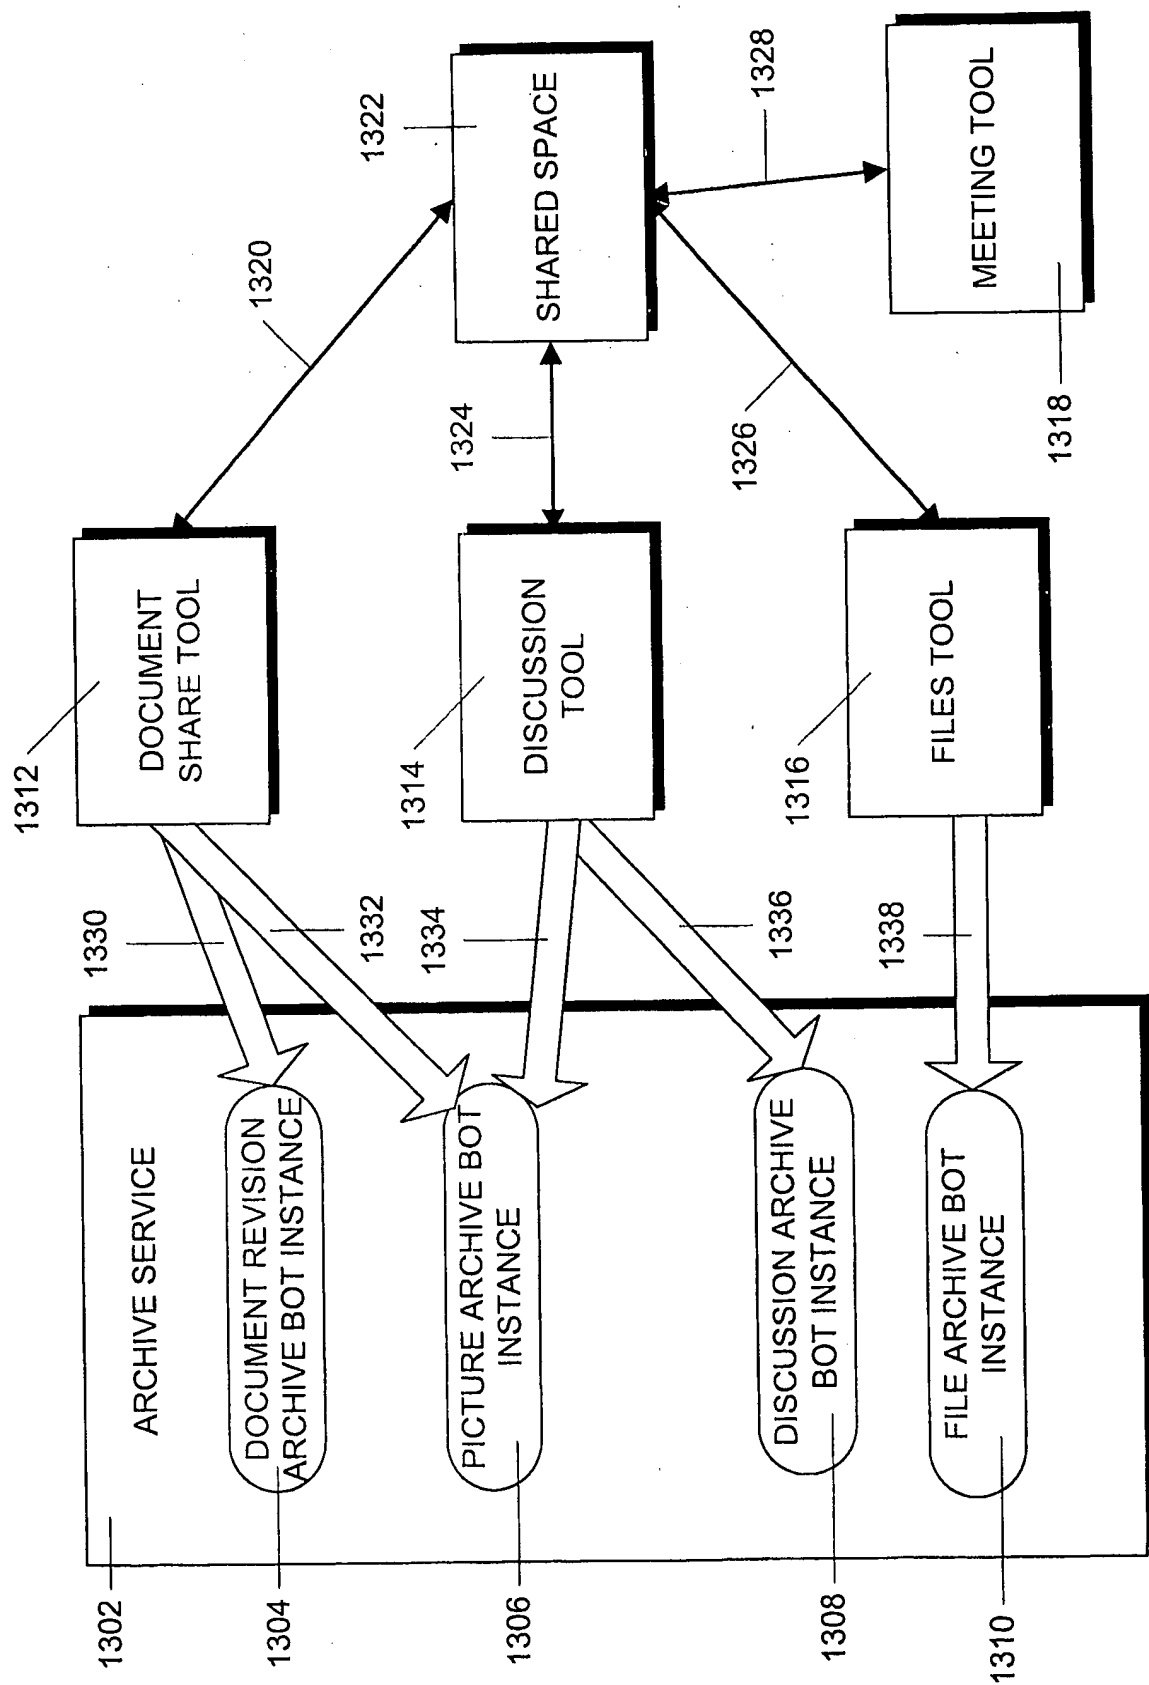 1302
ARCHIVE SERVICE
1304
DOCUMENT REVISION
ARCHIVE BOT INSTANCE
1306
PICTURE ARCHIVE BOT
INSTANCE
1308
DISCUSSION ARCHIVE
BOT INSTANCE
1310
FILE ARCHIVE BOT
INSTANCE
1330
1332
1334
1336
1338
1312
DOCUMENT
SHARE TOOL
1314
DISCUSSION
TOOL
1316
FILES TOOL
1320
1324
1326
1322
SHARED SPACE
1328
1318
MEETING TOOL